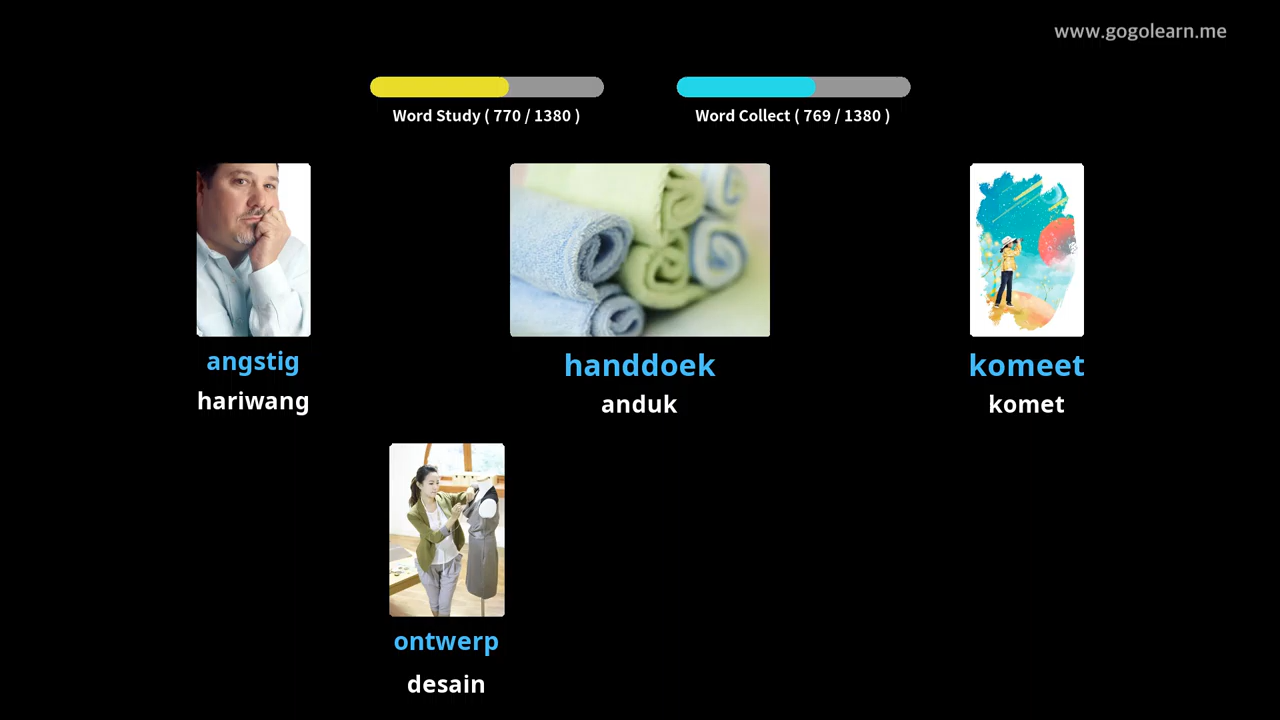 www.gogolearn.me
Word Study ( 770 / 1380 )
Word Collect ( 769 / 1380 )
angstig
hariwang
handdoek
anduk
komeet
komet
ontwerp
desain